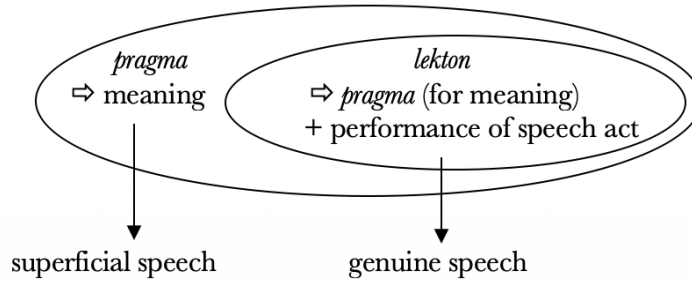 pragma
⇨ meaning
lekton
⇨ pragma (for meaning)
+ performance of speech act
superficial speech
genuine speech